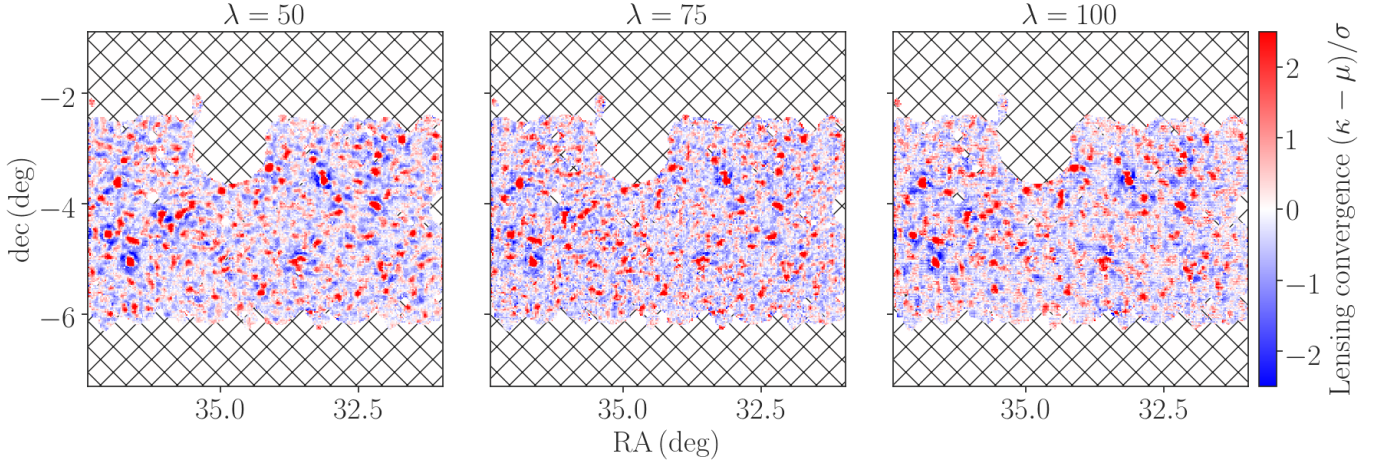 λ = 50
λ = 75
λ = 100
−2
−4
−6
dec (deg)
35.0
32.5
35.0
32.5
35.0
32.5
RA (deg)
2
1
0
−1
−2
Lensing convergence (κ − μ)/σ